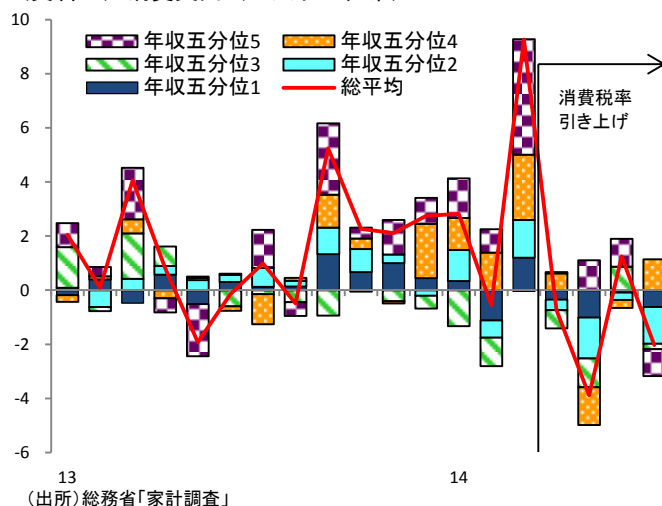 10
8
6
4
2
0
-2
-4
-6
年収五分位5
年収五分位4
年収五分位3
年収五分位2
年収五分位1
総平均
消費税率
引き上げ
13
14
（出所）総務省「家計調査」